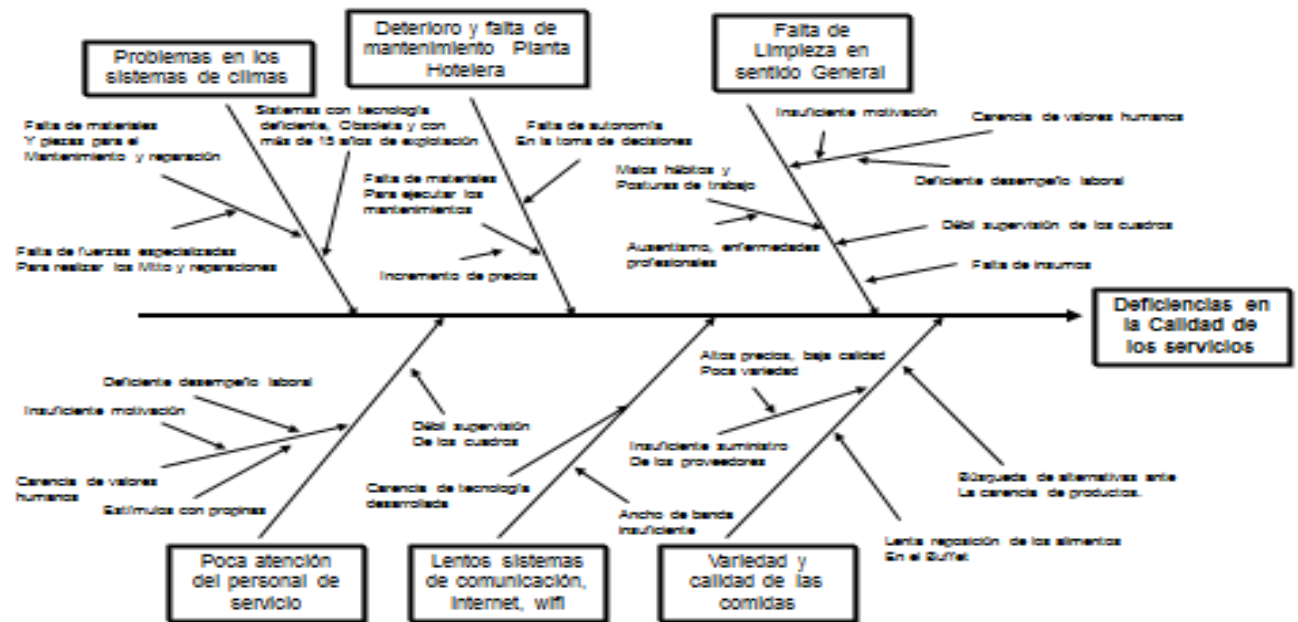 Problemas en los
sistemas de climas
Deterioro y falta de
mantenimiento Planta
Hotelera
Falta de
Limpieza en
sentido General
Falta de materiales
Y piezas para el
Mantenimiento y reparación
Sistemas con tecnología
deficiente, Obsoleta y con
más de 15 años de explotación
Falta de fuerzas especializadas
Para realizar los Mtto y reparaciones
Falta de autonomía
En la toma de decisiones
Falta de materiales
Para ejecutar los
mantenimientos
Incremento de precios
Insuficiente motivación
Carencia de valores humanos
Malos hábitos y
Posturas de trabajo
Deficiente desempeño laboral
Ausentismo, enfermedades
profesionales
Débil supervisión de los cuadros
Falta de insumos
Deficiencias en
la Calidad de
los servicios
Deficiente desempeño laboral
Insuficiente motivación
Carencia de valores
humanos
Estímulos con propinas
Débil supervisión
De los cuadros
Carencia de tecnología
desarrollada
Ancho de banda
insuficiente
Altos precios, baja calidad
Poca variedad
Insuficiente suministro
De los proveedores
Búsqueda de alternativas ante
La carencia de productos.
Lenta reposición de los alimentos
En el Buffet
Poca atención
del personal de
servicio
Lentos sistemas
de comunicación,
Internet, wifi
Variedad y
calidad de las
comidas